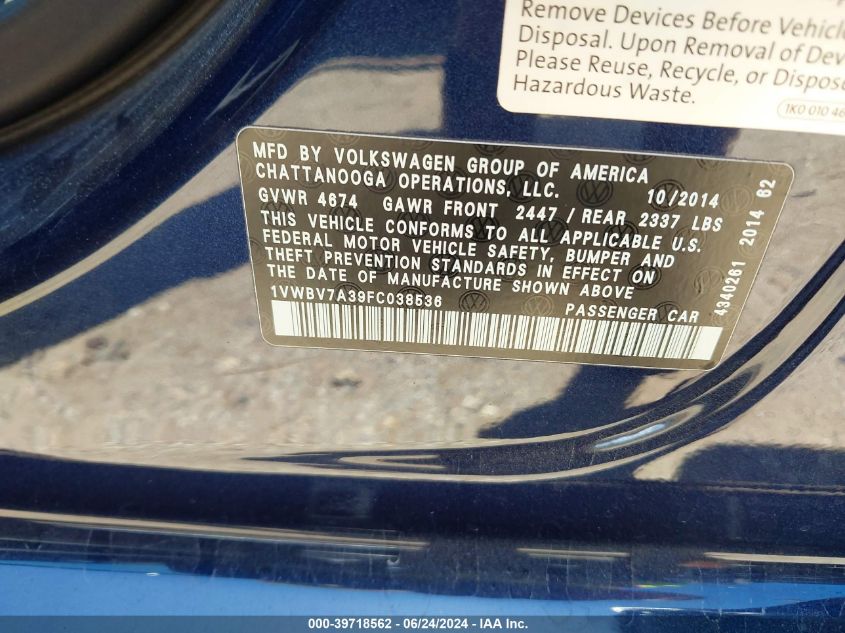 Remove Devices Before Vehicle
Disposal. Upon Removal of Dev
Please Reuse, Recycle, or Dispos
Hazardous Waste.
1K0 010 46
MFD BY VOLKSWAGEN GROUP OF AMERICA
CHATTANOOGA OPERATIONS, LLC. 10/2014
GVWR 4674 GAWR FRONT 2447 / REAR 2337 LBS
THIS VEHICLE CONFORMS TO ALL APPLICABLE U.S.
FEDERAL MOTOR VEHICLE SAFETY, BUMPER AND
THEFT PREVENTION STANDARDS IN EFFECT ON
THE DATE OF MANUFACTURE SHOWN ABOVE
1VWBV7A39FC038536 PASSENGER CAR
4340261 2014 62
000-39718562 - 06/24/2024 - IAA Inc.